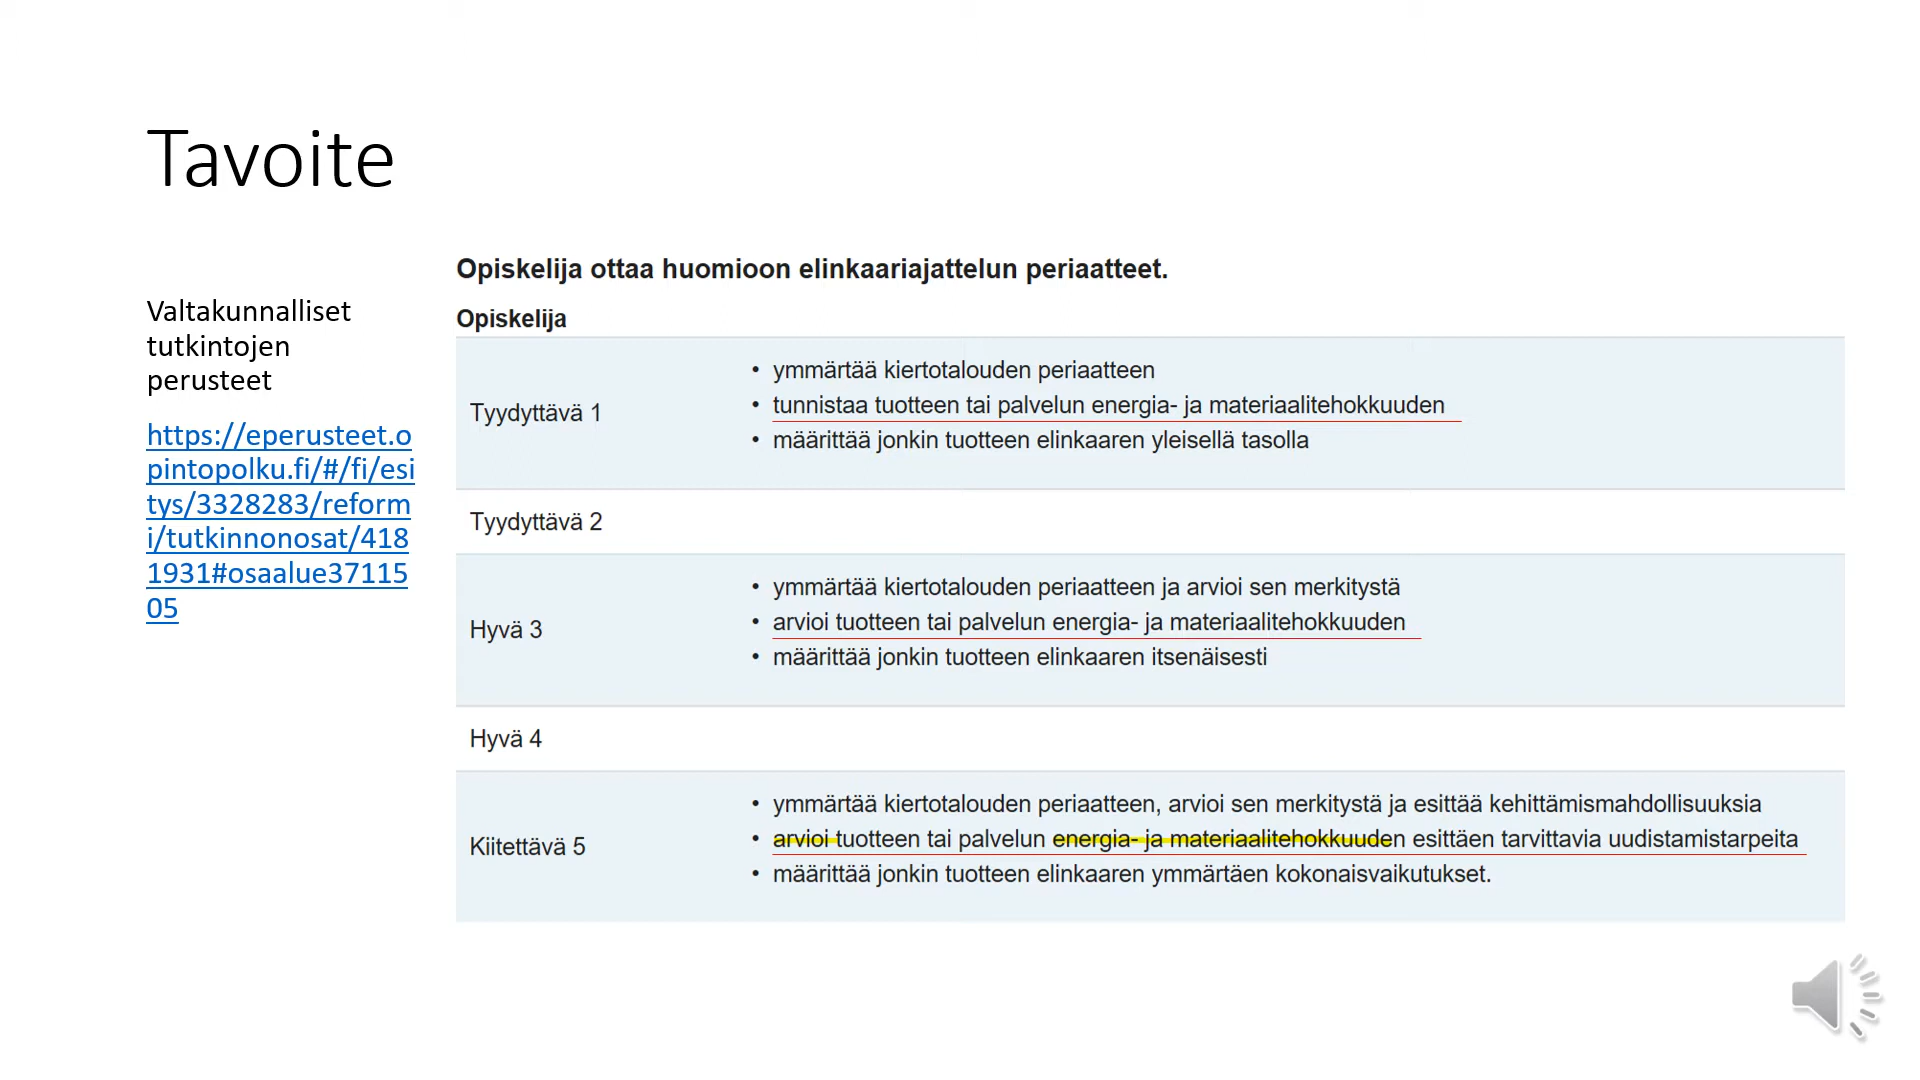 Tavoite
Valtakunnalliset
tutkintojen
perusteet
https://eperusteet.o
pintopolku.fi/#/fi/esi
tys/3328283/reform
i/tutkinnonosat/418
1931#osaalue37115
05
Opiskelija ottaa huomioon elinkaariajattelun periaatteet.
Opiskelija
Tyydyttävä 1
• ymmärtää kiertotalouden periaatteen
• tunnistaa tuotteen tai palvelun energia- ja materiaalitehokkuuden
• määrittää jonkin tuotteen elinkaaren yleisellä tasolla
Tyydyttävä 2
Hyvä 3
• ymmärtää kiertotalouden periaatteen ja arvioi sen merkitystä
• arvioi tuotteen tai palvelun energia- ja materiaalitehokkuuden
• määrittää jonkin tuotteen elinkaaren itsenäisesti
Hyvä 4
Kiitettävä 5
• ymmärtää kiertotalouden periaatteen, arvioi sen merkitystä ja esittää kehittämismahdollisuuksia
• arvioi tuotteen tai palvelun energia- ja materiaalitehokkuuden esittäen tarvittavia uudistamistarpeita
• määrittää jonkin tuotteen elinkaaren ymmärtäen kokonaisvaikutukset.